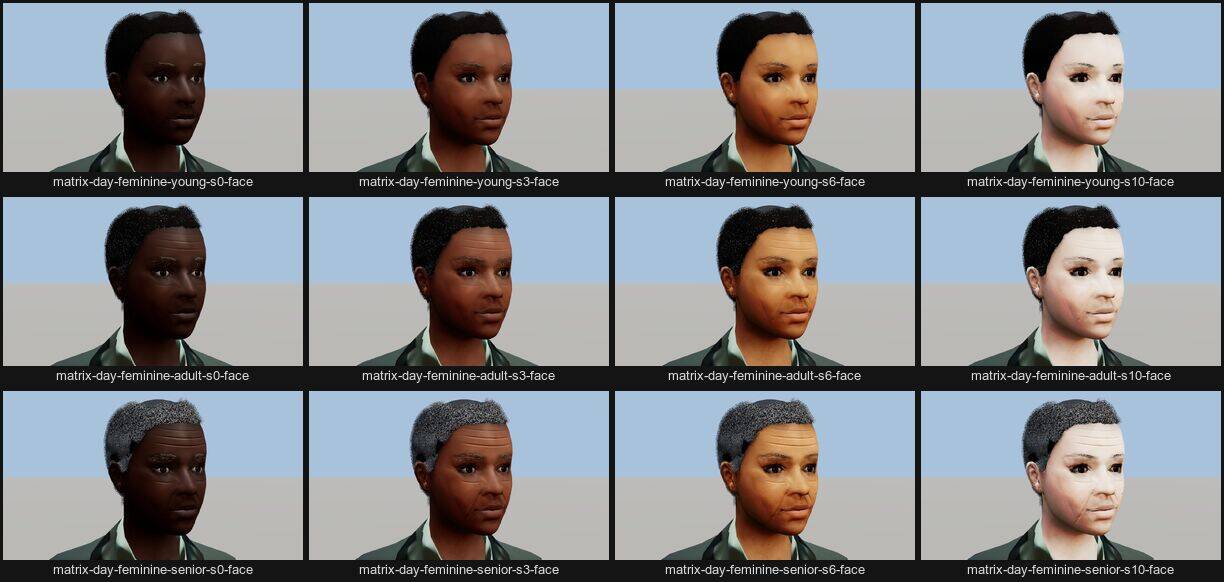 matrix-day-feminine-young-s0-face
matrix-day-feminine-young-s3-face
matrix-day-feminine-young-s6-face
matrix-day-feminine-young-s10-face
matrix-day-feminine-adult-s0-face
matrix-day-feminine-adult-s3-face
matrix-day-feminine-adult-s6-face
matrix-day-feminine-adult-s10-face
matrix-day-feminine-senior-s0-face
matrix-day-feminine-senior-s3-face
matrix-day-feminine-senior-s6-face
matrix-day-feminine-senior-s10-face